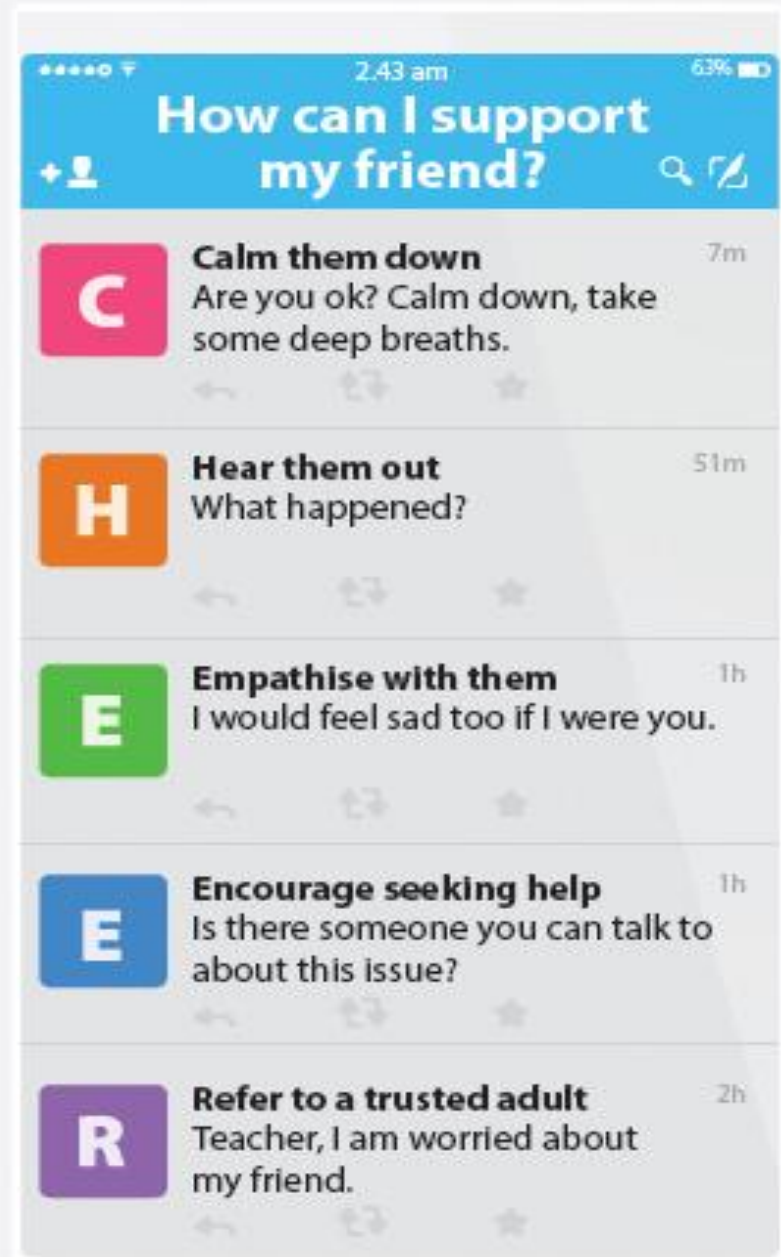 2.43 am
63%
How can I support
my friend?
C
Calm them down
7m
Are you ok? Calm down, take
some deep breaths.
H
Hear them out
51m
What happened?
E
Empathise with them
1h
I would feel sad too if I were you.
E
Encourage seeking help
1h
Is there someone you can talk to
about this issue?
R
Refer to a trusted adult
2h
Teacher, I am worried about
my friend.